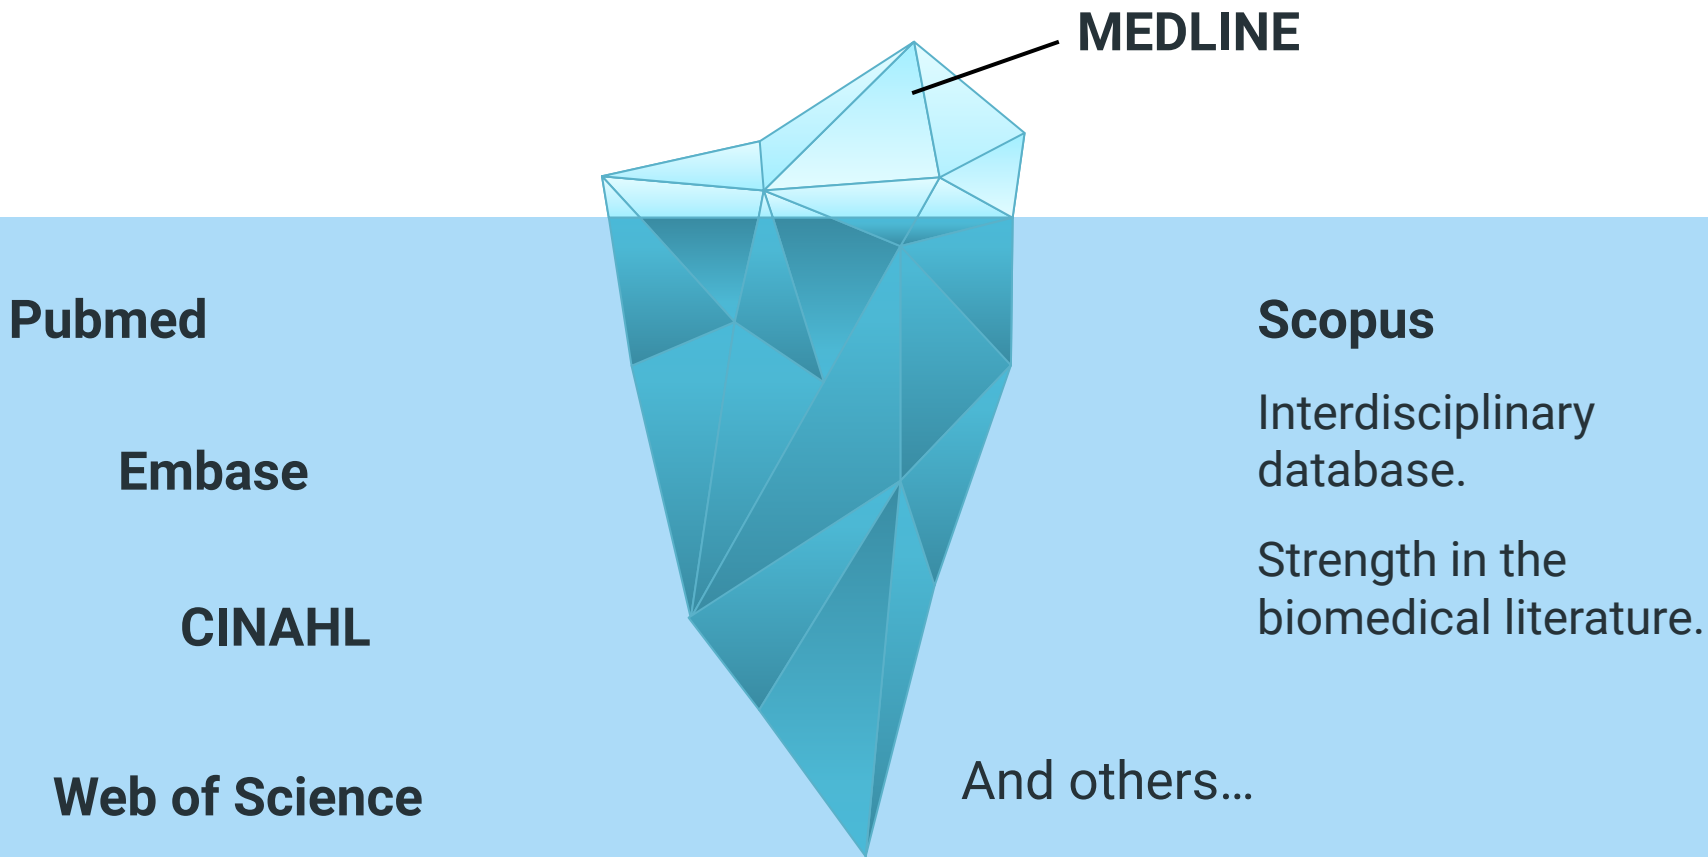 MEDLINE
Pubmed
Embase
CINAHL
Web of Science
Scopus
Interdisciplinary
database.
Strength in the
biomedical literature.
And others...